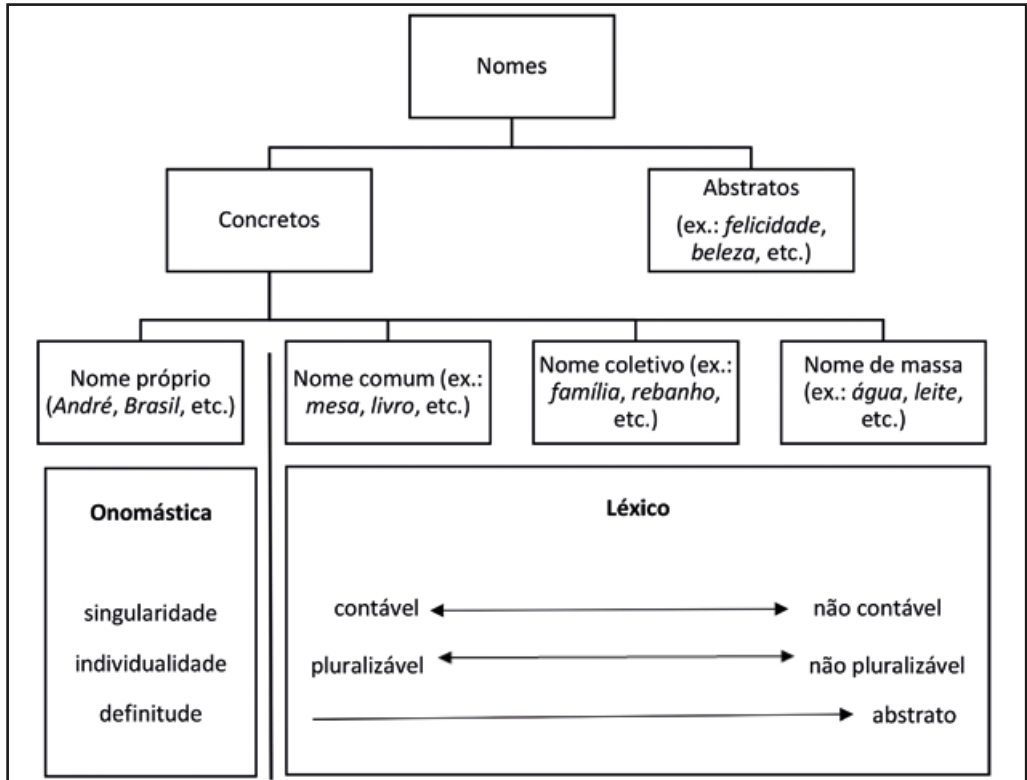 Nomes
Concretos
Abstratos
(ex.: felicidade,
beleza, etc.)
Nome próprio
(André, Brasil, etc.)
Nome comum (ex.:
mesa, livro, etc.)
Nome coletivo (ex.:
família, rebanho,
etc.)
Nome de massa
(ex.: água, leite,
etc.)
Onomástica
singularidade
individualidade
definitude
Léxico
contável
não contável
pluralizável
não pluralizável
abstrato